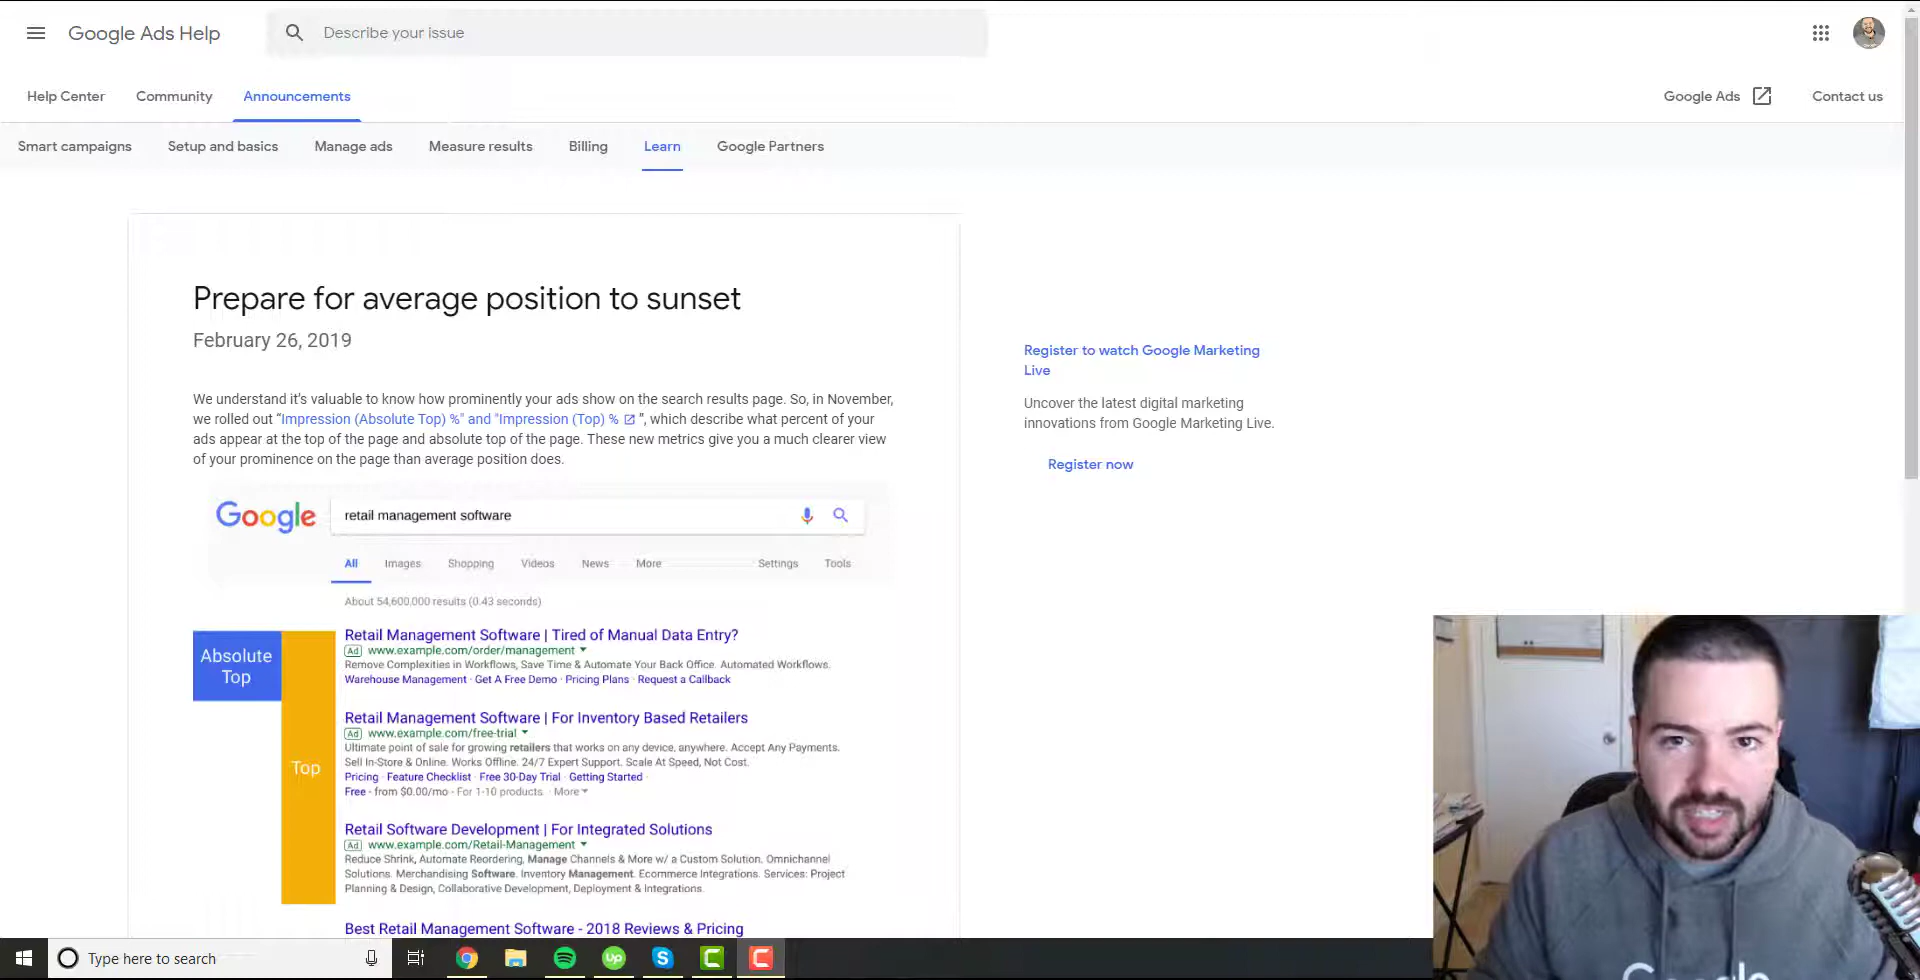 Google Ads Help
Describe your issue
Help Center Community Announcements
Google Ads Contact us
Smart campaigns Setup and basics Manage ads Measure results Billing Learn Google Partners
Prepare for average position to sunset
February 26, 2019
We understand it's valuable to know how prominently your ads show on the search results page. So, in November,
we rolled out “Impression (Absolute Top) %" and "Impression (Top) % ”, which describe what percent of your
ads appear at the top of the page and absolute top of the page. These new metrics give you a much clearer view
of your prominence on the page than average position does.
Register to watch Google Marketing
Live
Uncover the latest digital marketing
innovations from Google Marketing Live.
Register now
Google retail management software
All Images Shopping Videos News More Settings Tools
About 54,600,000 results (0.43 seconds)
Absolute
Top
Top
Retail Management Software | Tired of Manual Data Entry?
Ad www.example.com/order/management
Remove Complexities in Workflows, Save Time & Automate Your Back Office. Automated Workflows.
Warehouse Management · Get A Free Demo · Pricing Plans · Request a Callback
Retail Management Software | For Inventory Based Retailers
Ad www.example.com/free-trial
Ultimate point of sale for growing retailers that works on any device, anywhere. Accept Any Payments.
Sell In-Store & Online. Works Offline. 24/7 Expert Support. Scale At Speed, Not Cost.
Pricing · Feature Checklist · Free 30-Day Trial · Getting Started
Free - from $0.00/mo - For 1-10 products · More
Retail Software Development | For Integrated Solutions
Ad www.example.com/Retail-Management
Reduce Shrink, Automate Reordering, Manage Channels & More w/ a Custom Solution. Omnichannel
Solutions. Merchandising Software. Inventory Management. Ecommerce Integrations. Services: Project
Planning & Design, Collaborative Development, Deployment & Integrations.
Best Retail Management Software - 2018 Reviews & Pricing
Type here to search
Up
Google